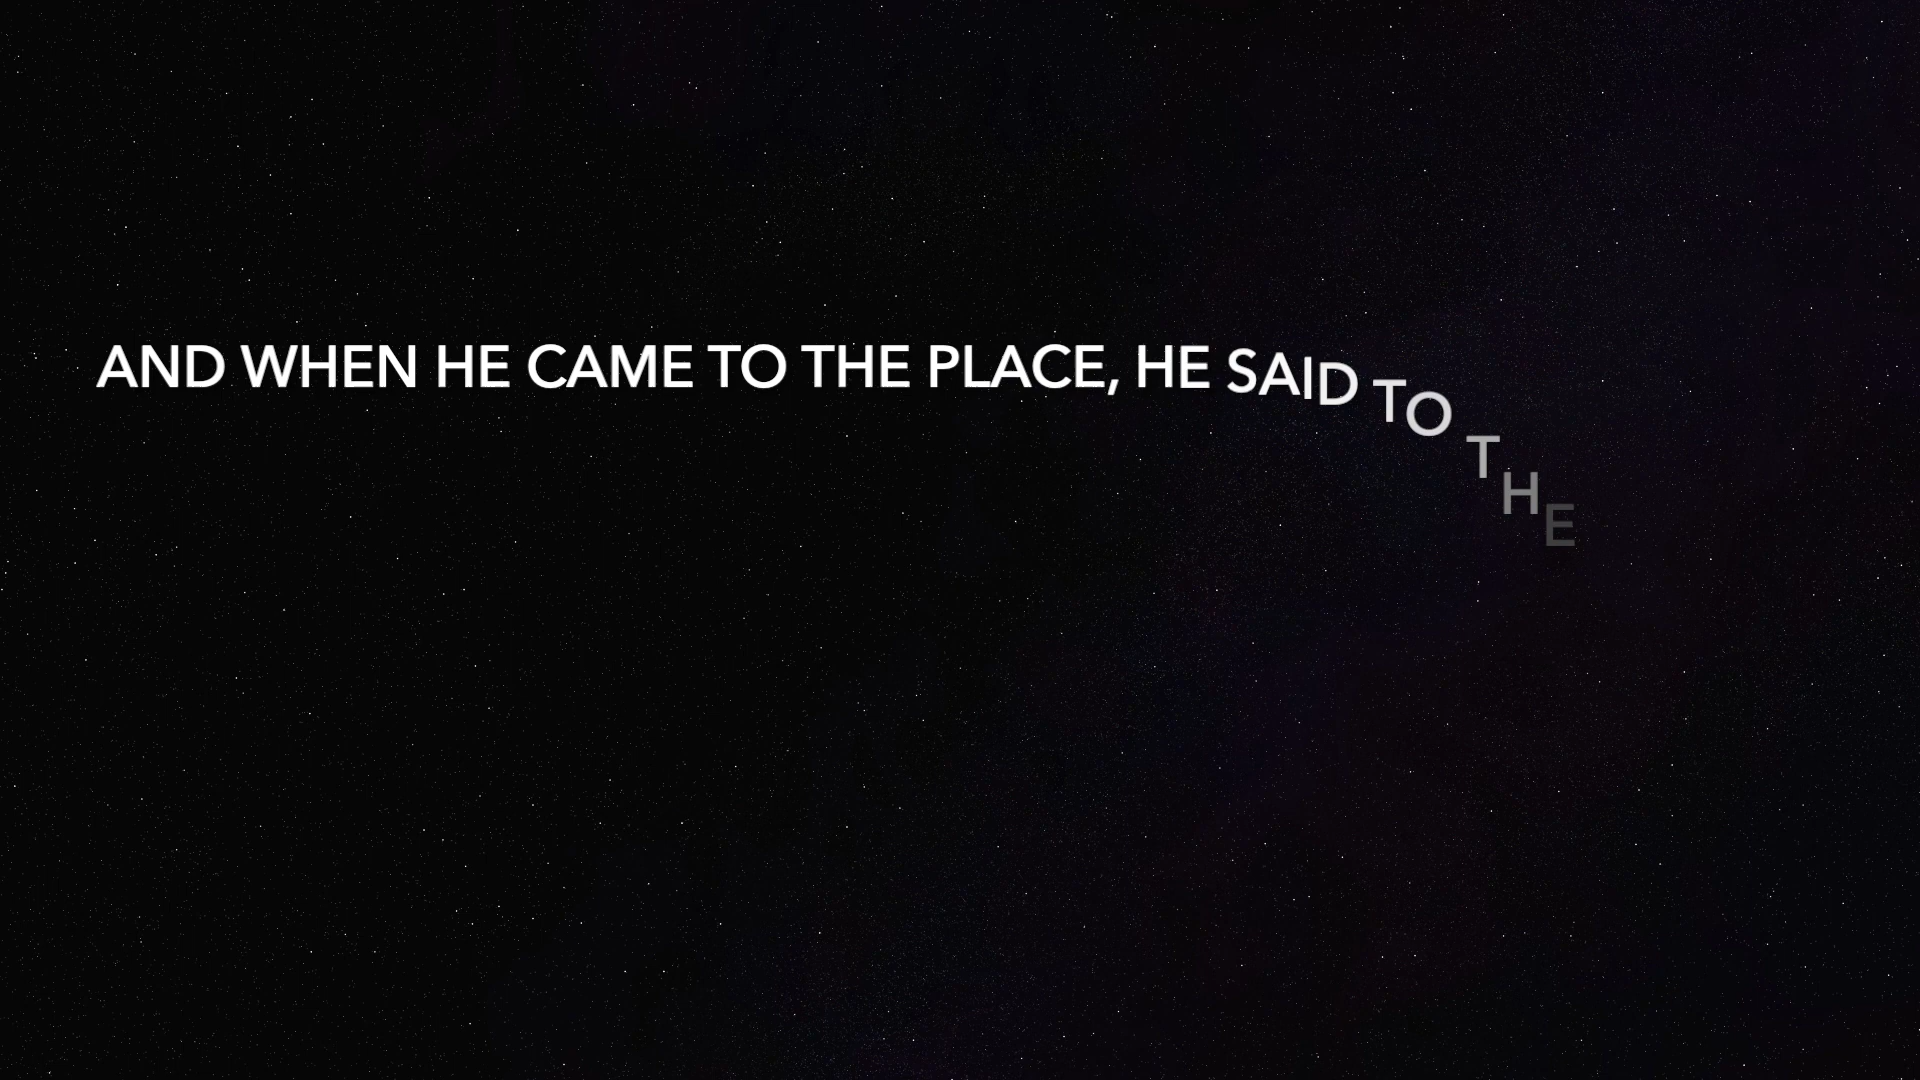 AND WHEN HE CAME TO THE PLACE, HE SAID TO THE